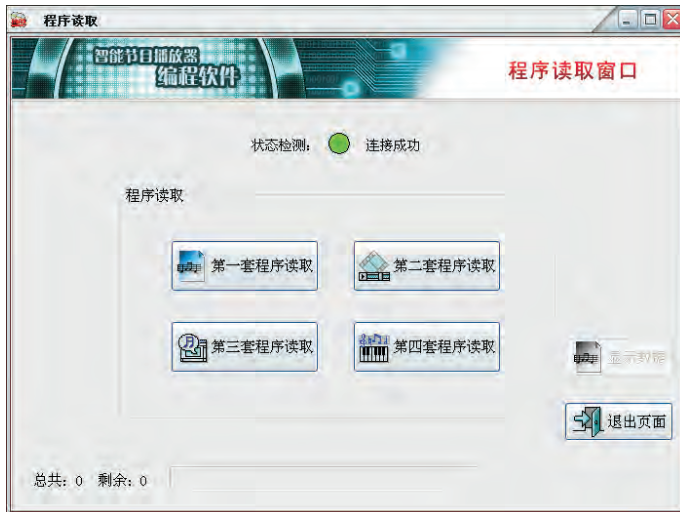 程序读取
智能节目播放器
编程软件
程序读取窗口
状态检测: 连接成功
程序读取
第一套程序读取 第二套程序读取
第三套程序读取 第四套程序读取
显示数据
退出页面
总共: 0 剩余: 0